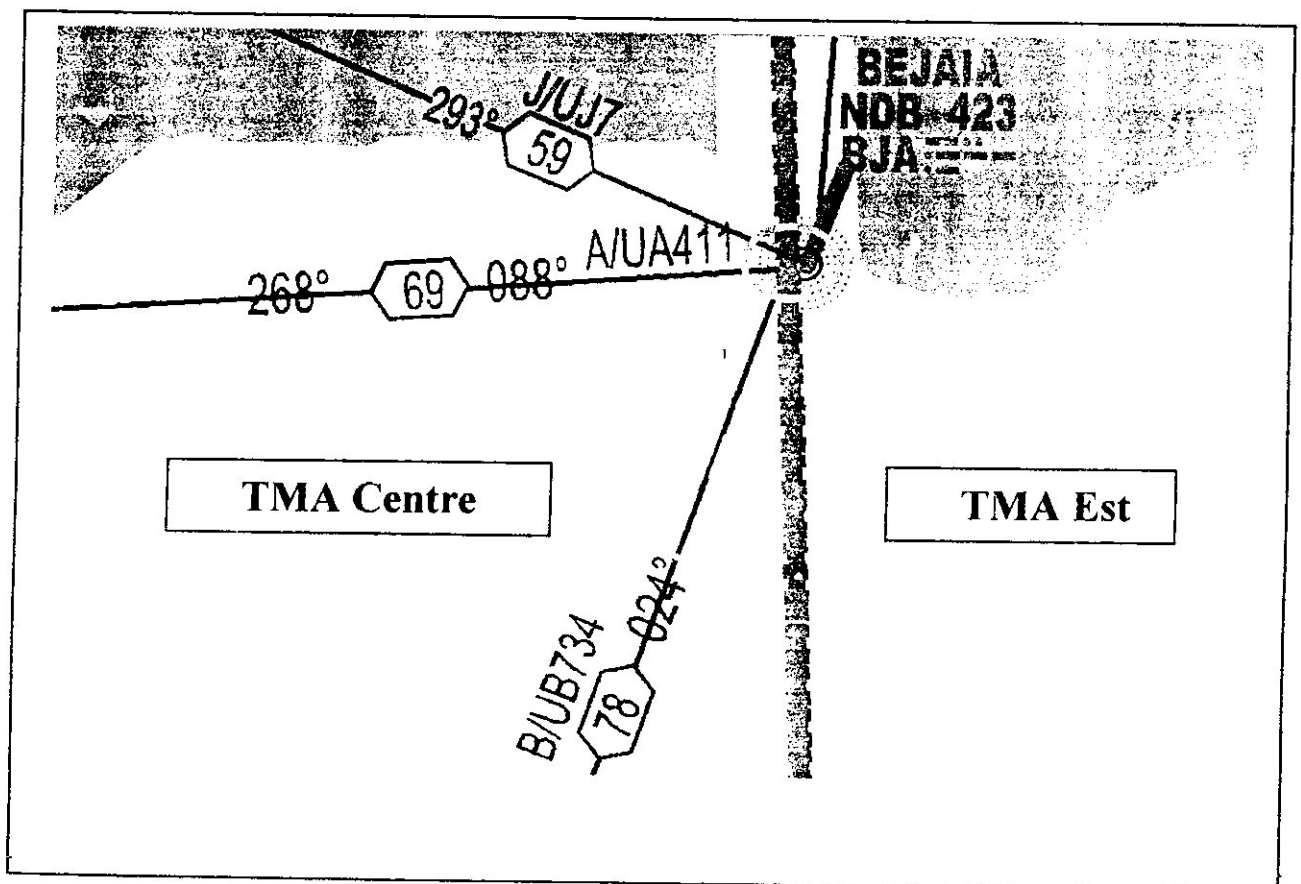 BEJAIA
NDB 423
BJA
J/UJ7
293°
59
A/UA411
268°
69
088°
TMA Centre
TMA Est
024°
B/UB734
78